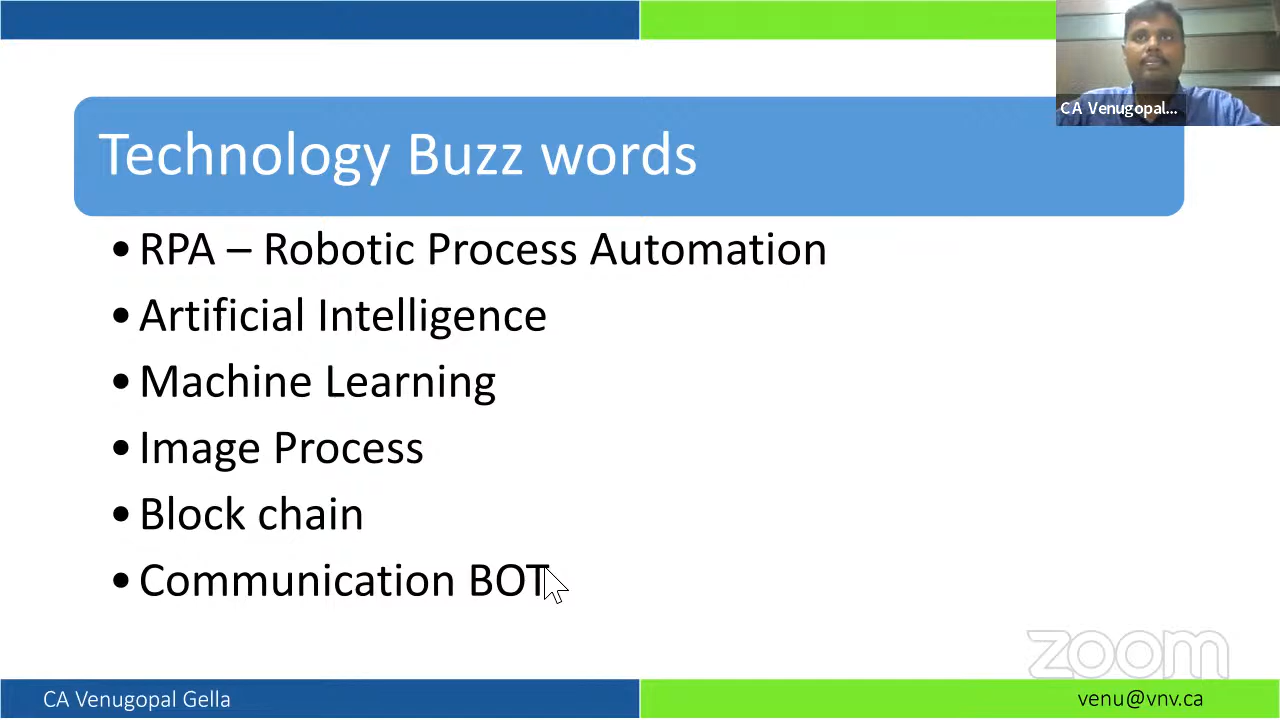 CA Venugopal...
Technology Buzz words
• RPA – Robotic Process Automation
• Artificial Intelligence
• Machine Learning
• Image Process
• Block chain
• Communication BOT
zoom
CA Venugopal Gella
venu@vnv.ca